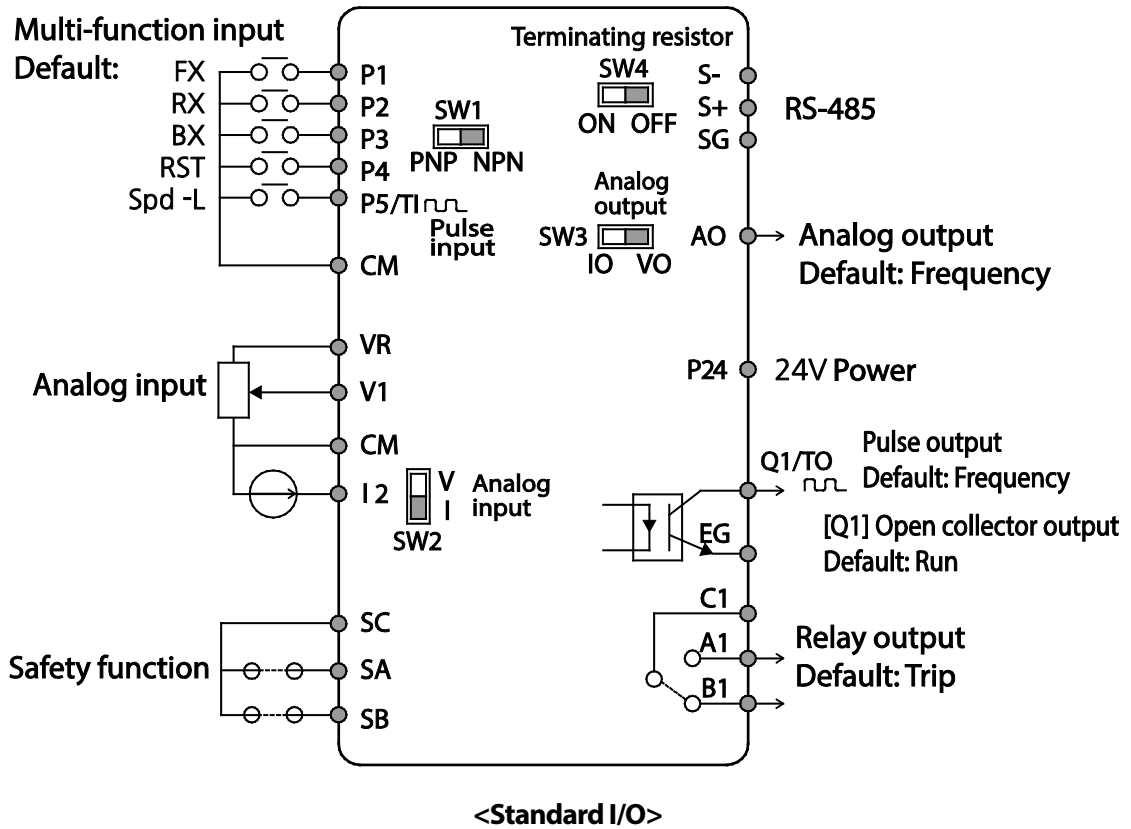 Multi-function input
Default:
FX
RX
BX
RST
Spd -L
P1
P2
P3
P4
P5/TI
Pulse
input
CM
SW1
PNP NPN
Terminating resistor
SW4
ON OFF
S-
S+
SG
RS-485
Analog
output
SW3
IO VO
AO
Analog output
Default: Frequency
Analog input
VR
V1
CM
I 2
V
I
SW2
Analog
input
P24
24V Power
Q1/TO
Pulse output
Default: Frequency
EG
[Q1] Open collector output
Default: Run
Safety function
SC
SA
SB
C1
A1
B1
Relay output
Default: Trip
<Standard I/O>